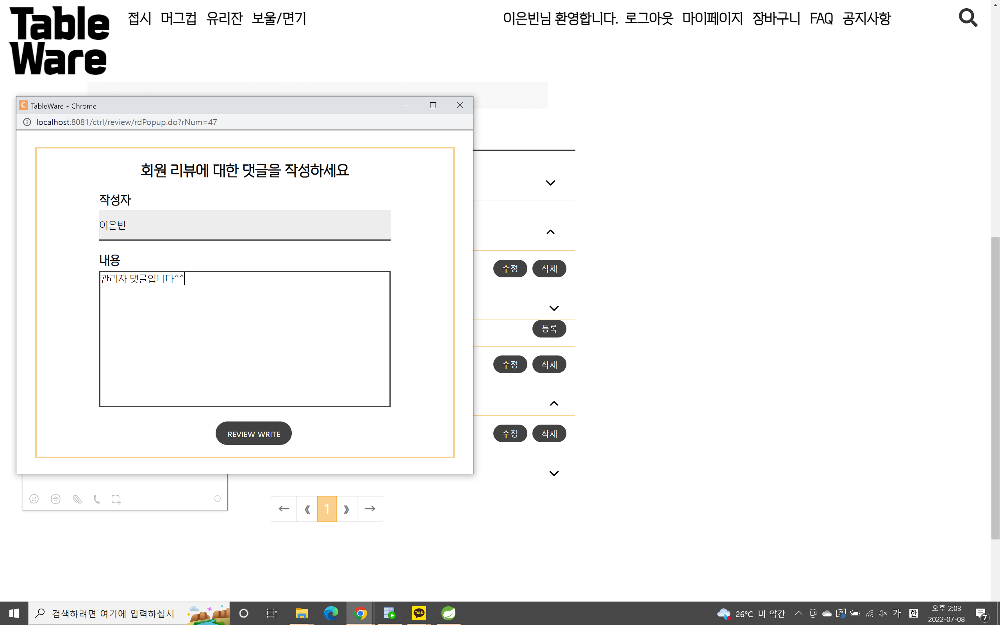 Table
Ware
접시 머그컵 유리잔 보울/면기
이은빈님 환영합니다. 로그아웃 마이페이지 장바구니 FAQ 공지사항
C TableWare - Chrome
localhost:8081/ctrl/review/rdPopup.do?rNum=47
회원 리뷰에 대한 댓글을 작성하세요
작성자
이은빈
내용
관리자 댓글입니다^^
REVIEW WRITE
수정 삭제
등록
수정 삭제
수정 삭제
← 《 1 》 →
검색하려면 여기에 입력하십시
TALK
26°C 비 약간
가 한
오후 2:03
2022-07-08
7